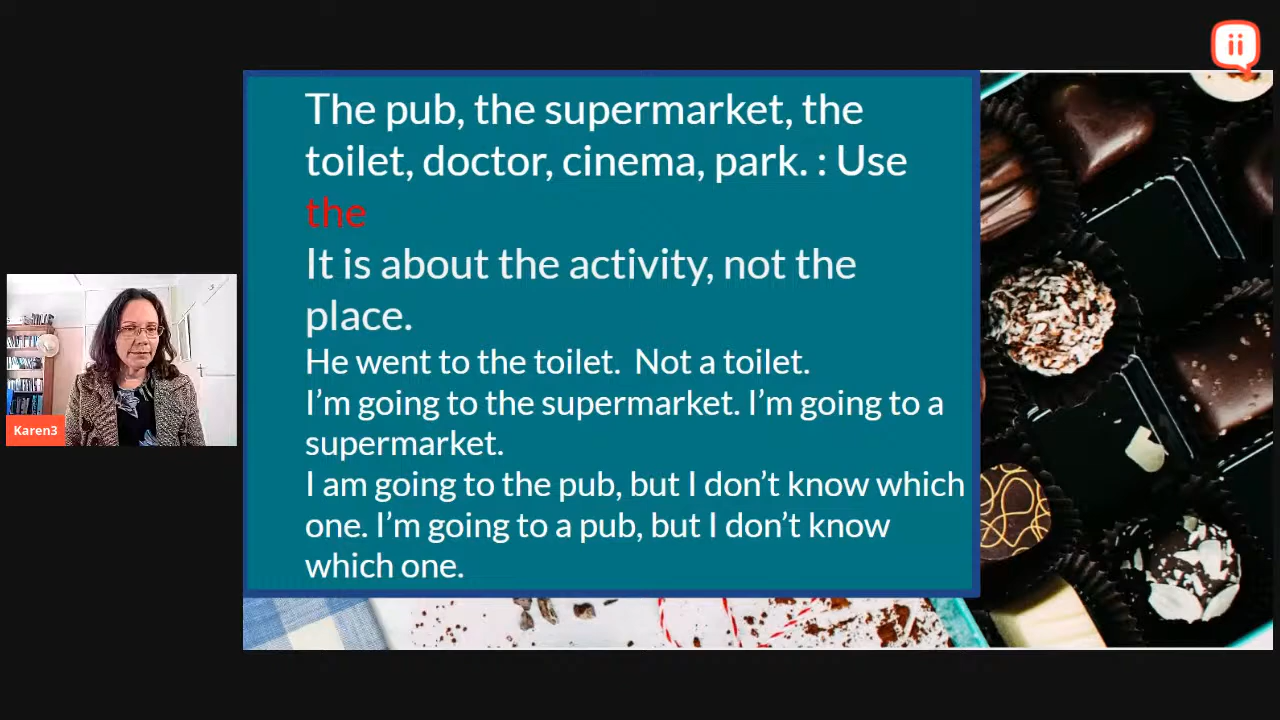 The pub, the supermarket, the
toilet, doctor, cinema, park. : Use
the
It is about the activity, not the
place.
He went to the toilet.  Not a toilet.
I’m going to the supermarket. I’m going to a
supermarket.
I am going to the pub, but I don’t know which
one. I’m going to a pub, but I don’t know
which one.
Karen3